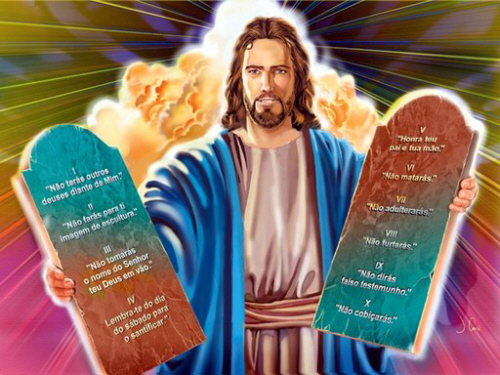 I
"Não terás outros
deuses diante de Mim."
II
"Não farás para ti
imagem de escultura."
III
"Não tomarás
o nome do Senhor
teu Deus em vão."
IV
Lembra-te do dia
do sábado para
o santificar."
V
"Honra teu
pai e tua mãe."
VI
"Não matarás."
VII
"Não adulterarás."
VIII
"Não furtarás."
IX
"Não dirás
falso testemunho."
X
"Não cobiçarás."